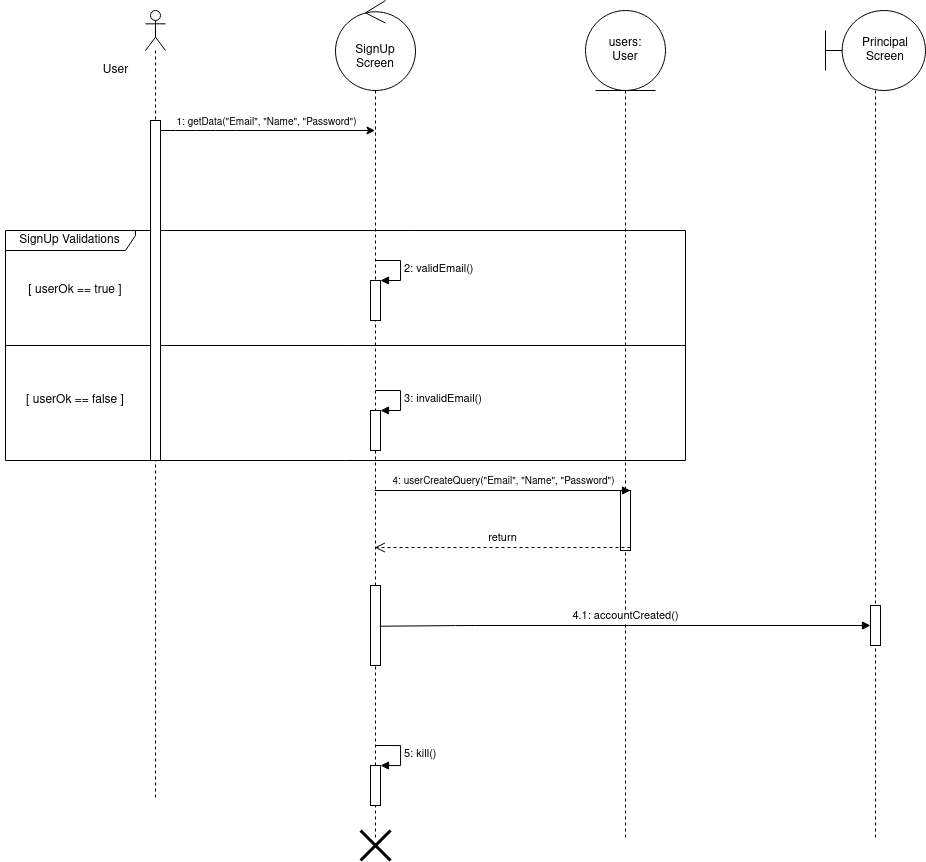 User
SignUp
Screen
users:
User
Principal
Screen
1: getData("Email", "Name", "Password")
SignUp Validations
[ userOk == true ]
2: validEmail()
[ userOk == false ]
3: invalidEmail()
4: userCreateQuery("Email", "Name", "Password")
return
4.1: accountCreated()
5: kill()